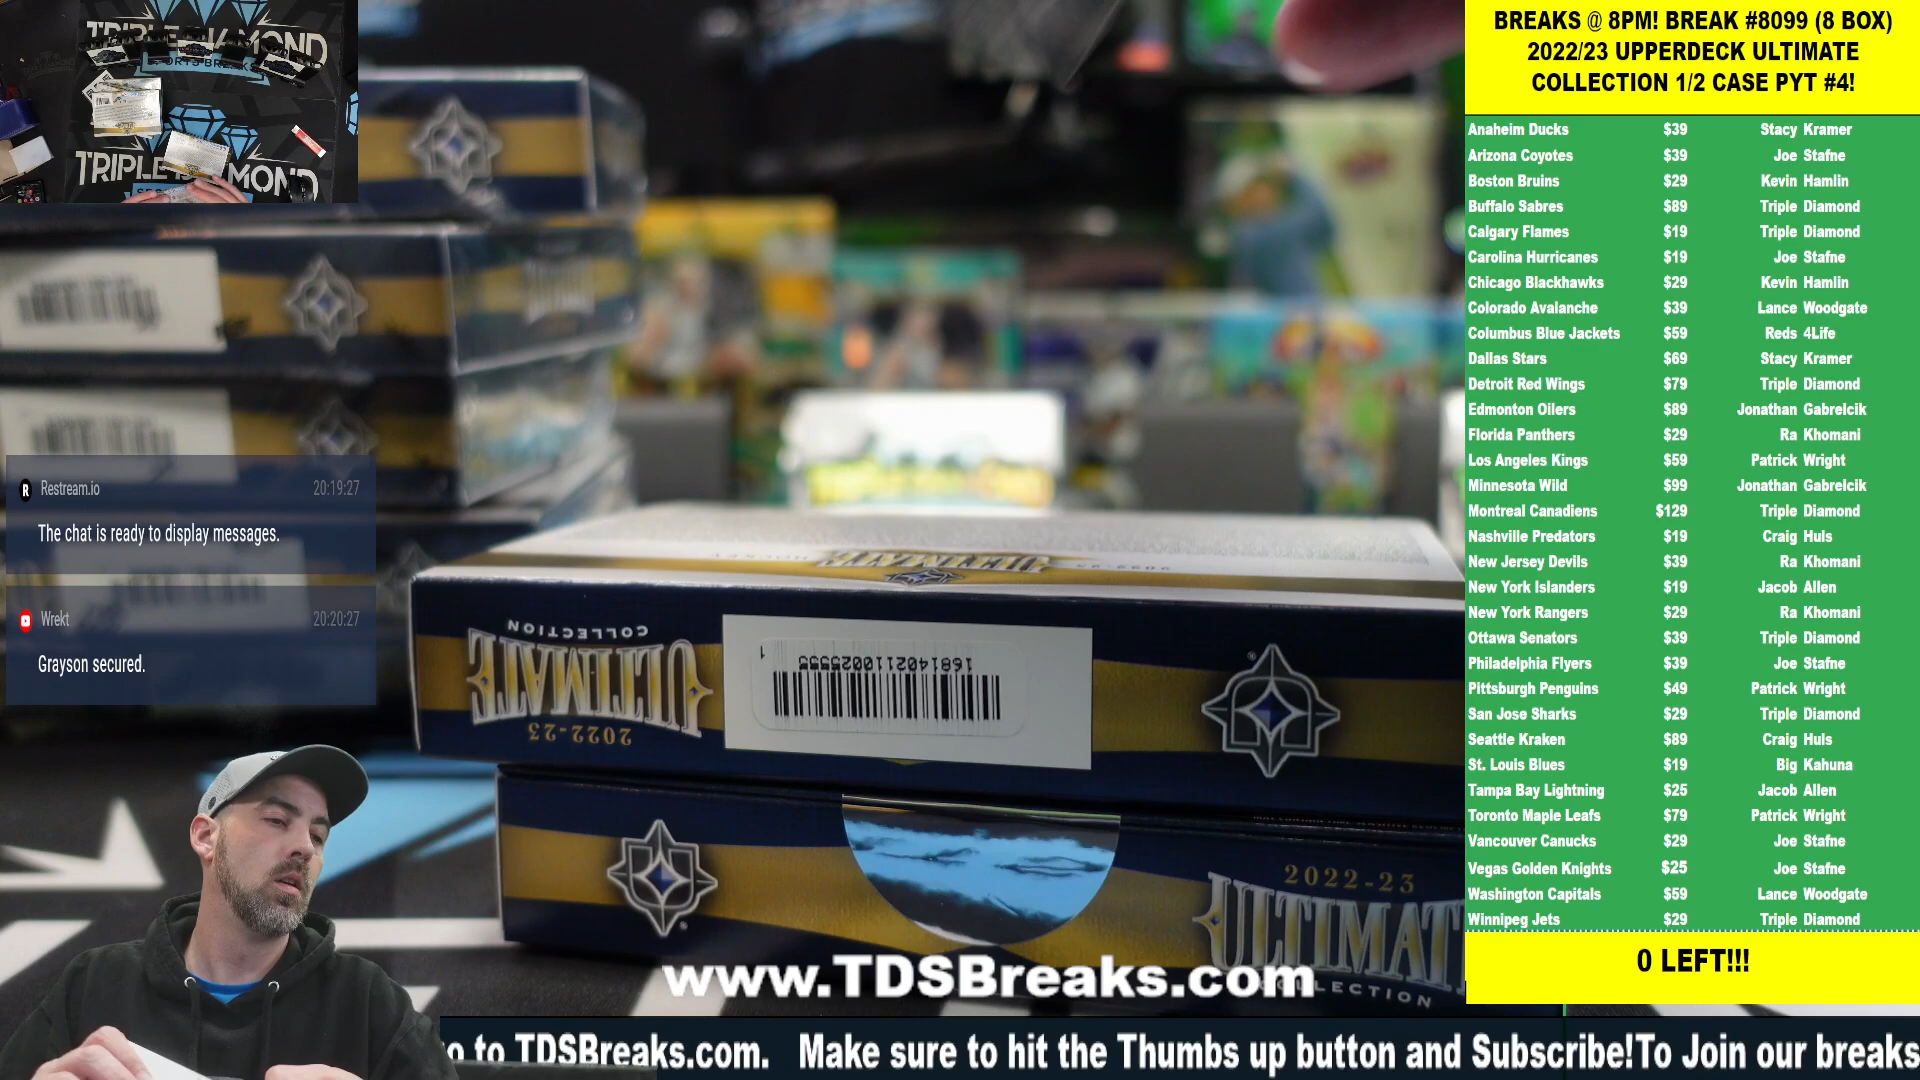 TRIPLE DIAMOND
SPORTS BREAKS
TRIPLE DIAMOND
BREAKS @ 8PM! BREAK #8099 (8 BOX)
2022/23 UPPERDECK ULTIMATE
COLLECTION 1/2 CASE PYT #4!
Anaheim Ducks $39 Stacy Kramer
Arizona Coyotes $39 Joe Stafne
Boston Bruins $29 Kevin Hamlin
Buffalo Sabres $89 Triple Diamond
Calgary Flames $19 Triple Diamond
Carolina Hurricanes $19 Joe Stafne
Chicago Blackhawks $29 Kevin Hamlin
Colorado Avalanche $39 Lance Woodgate
Columbus Blue Jackets $59 Reds 4Life
Dallas Stars $69 Stacy Kramer
Detroit Red Wings $79 Triple Diamond
Edmonton Oilers $89 Jonathan Gabrelcik
Florida Panthers $29 Ra Khomani
Los Angeles Kings $59 Patrick Wright
Minnesota Wild $99 Jonathan Gabrelcik
Montreal Canadiens $129 Triple Diamond
Nashville Predators $19 Craig Huls
New Jersey Devils $39 Ra Khomani
New York Islanders $19 Jacob Allen
New York Rangers $29 Ra Khomani
Ottawa Senators $39 Triple Diamond
Philadelphia Flyers $39 Joe Stafne
Pittsburgh Penguins $49 Patrick Wright
San Jose Sharks $29 Triple Diamond
Seattle Kraken $89 Craig Huls
St. Louis Blues $19 Big Kahuna
Tampa Bay Lightning $25 Jacob Allen
Toronto Maple Leafs $79 Patrick Wright
Vancouver Canucks $29 Joe Stafne
Vegas Golden Knights $25 Joe Stafne
Washington Capitals $59 Lance Woodgate
Winnipeg Jets $29 Triple Diamond
0 LEFT!!!
Restream.io 20:19:27
The chat is ready to display messages.
Wrekt 20:20:27
Grayson secured.
ULTIMATE
2022-23
ULTIMATE
COLLECTION
2022-23
ULTIMAT
COLLECTION
www.TDSBreaks.com
o to TDSBreaks.com. Make sure to hit the Thumbs up button and Subscribe!To Join our breaks